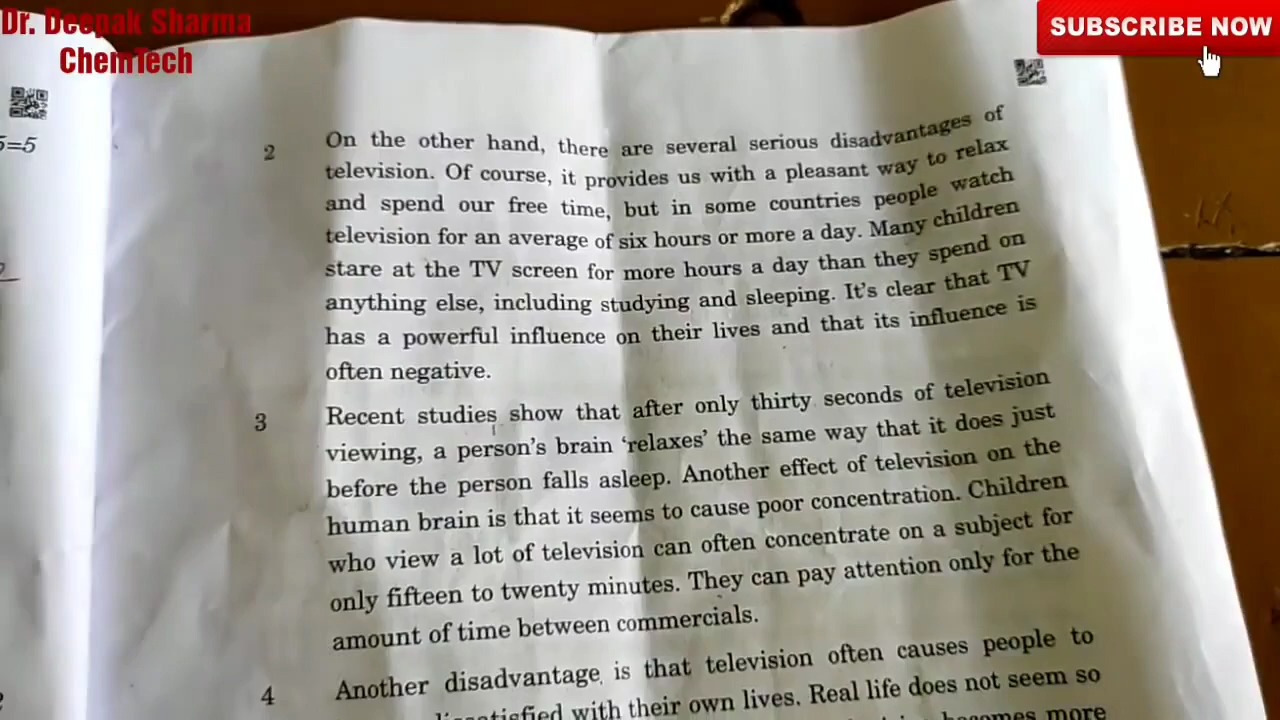 Dr. Deepak Sharma
ChemTech
SUBSCRIBE NOW
5=5
2 On the other hand, there are several serious disadvantages of
television. Of course, it provides us with a pleasant way to relax
and spend our free time, but in some countries people watch
television for an average of six hours or more a day. Many children
stare at the TV screen for more hours a day than they spend on
anything else, including studying and sleeping. It's clear that TV
has a powerful influence on their lives and that its influence is
often negative.
3 Recent studies show that after only thirty seconds of television
viewing, a person's brain 'relaxes' the same way that it does just
before the person falls asleep. Another effect of television on the
human brain is that it seems to cause poor concentration. Children
who view a lot of television can often concentrate on a subject for
only fifteen to twenty minutes. They can pay attention only for the
amount of time between commercials.
4 Another disadvantage is that television often causes people to
with their own lives. Real life does not seem so
becomes more